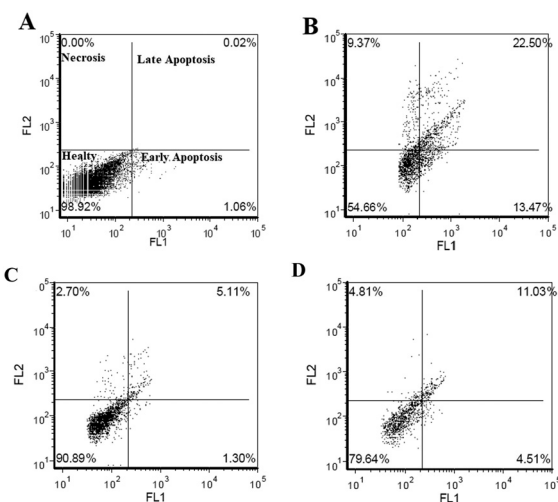 A
0.00%
0.02%
Necrosis
Late Apoptosis
Healty
Early Apoptosis
98.92%
1.06%
FL2
10^5
10^4
10^3
10^2
10^1
10^1 10^2 10^3 10^4 10^5
FL1
B
9.37%
22.50%
54.66%
13.47%
FL2
10^5
10^4
10^3
10^2
10^1
10^1 10^2 10^3 10^4 10^5
FL1
C
2.70%
5.11%
90.89%
1.30%
FL2
10^5
10^4
10^3
10^2
10^1
10^1 10^2 10^3 10^4 10^5
FL1
D
4.81%
11.03%
79.64%
4.51%
FL2
10^5
10^4
10^3
10^2
10^1
10^1 10^2 10^3 10^4 10^5
FL1